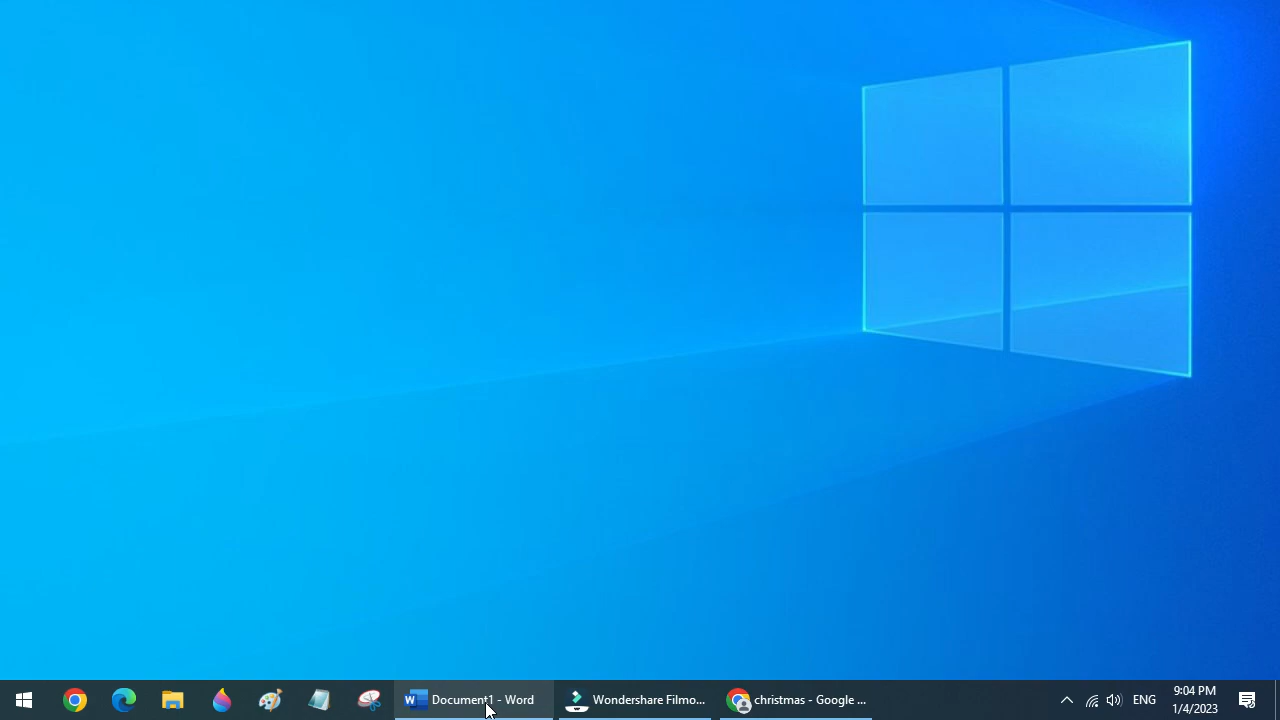 Document1 - Word
Wondershare Filmo...
christmas - Google ...
ENG
9:04 PM
1/4/2023